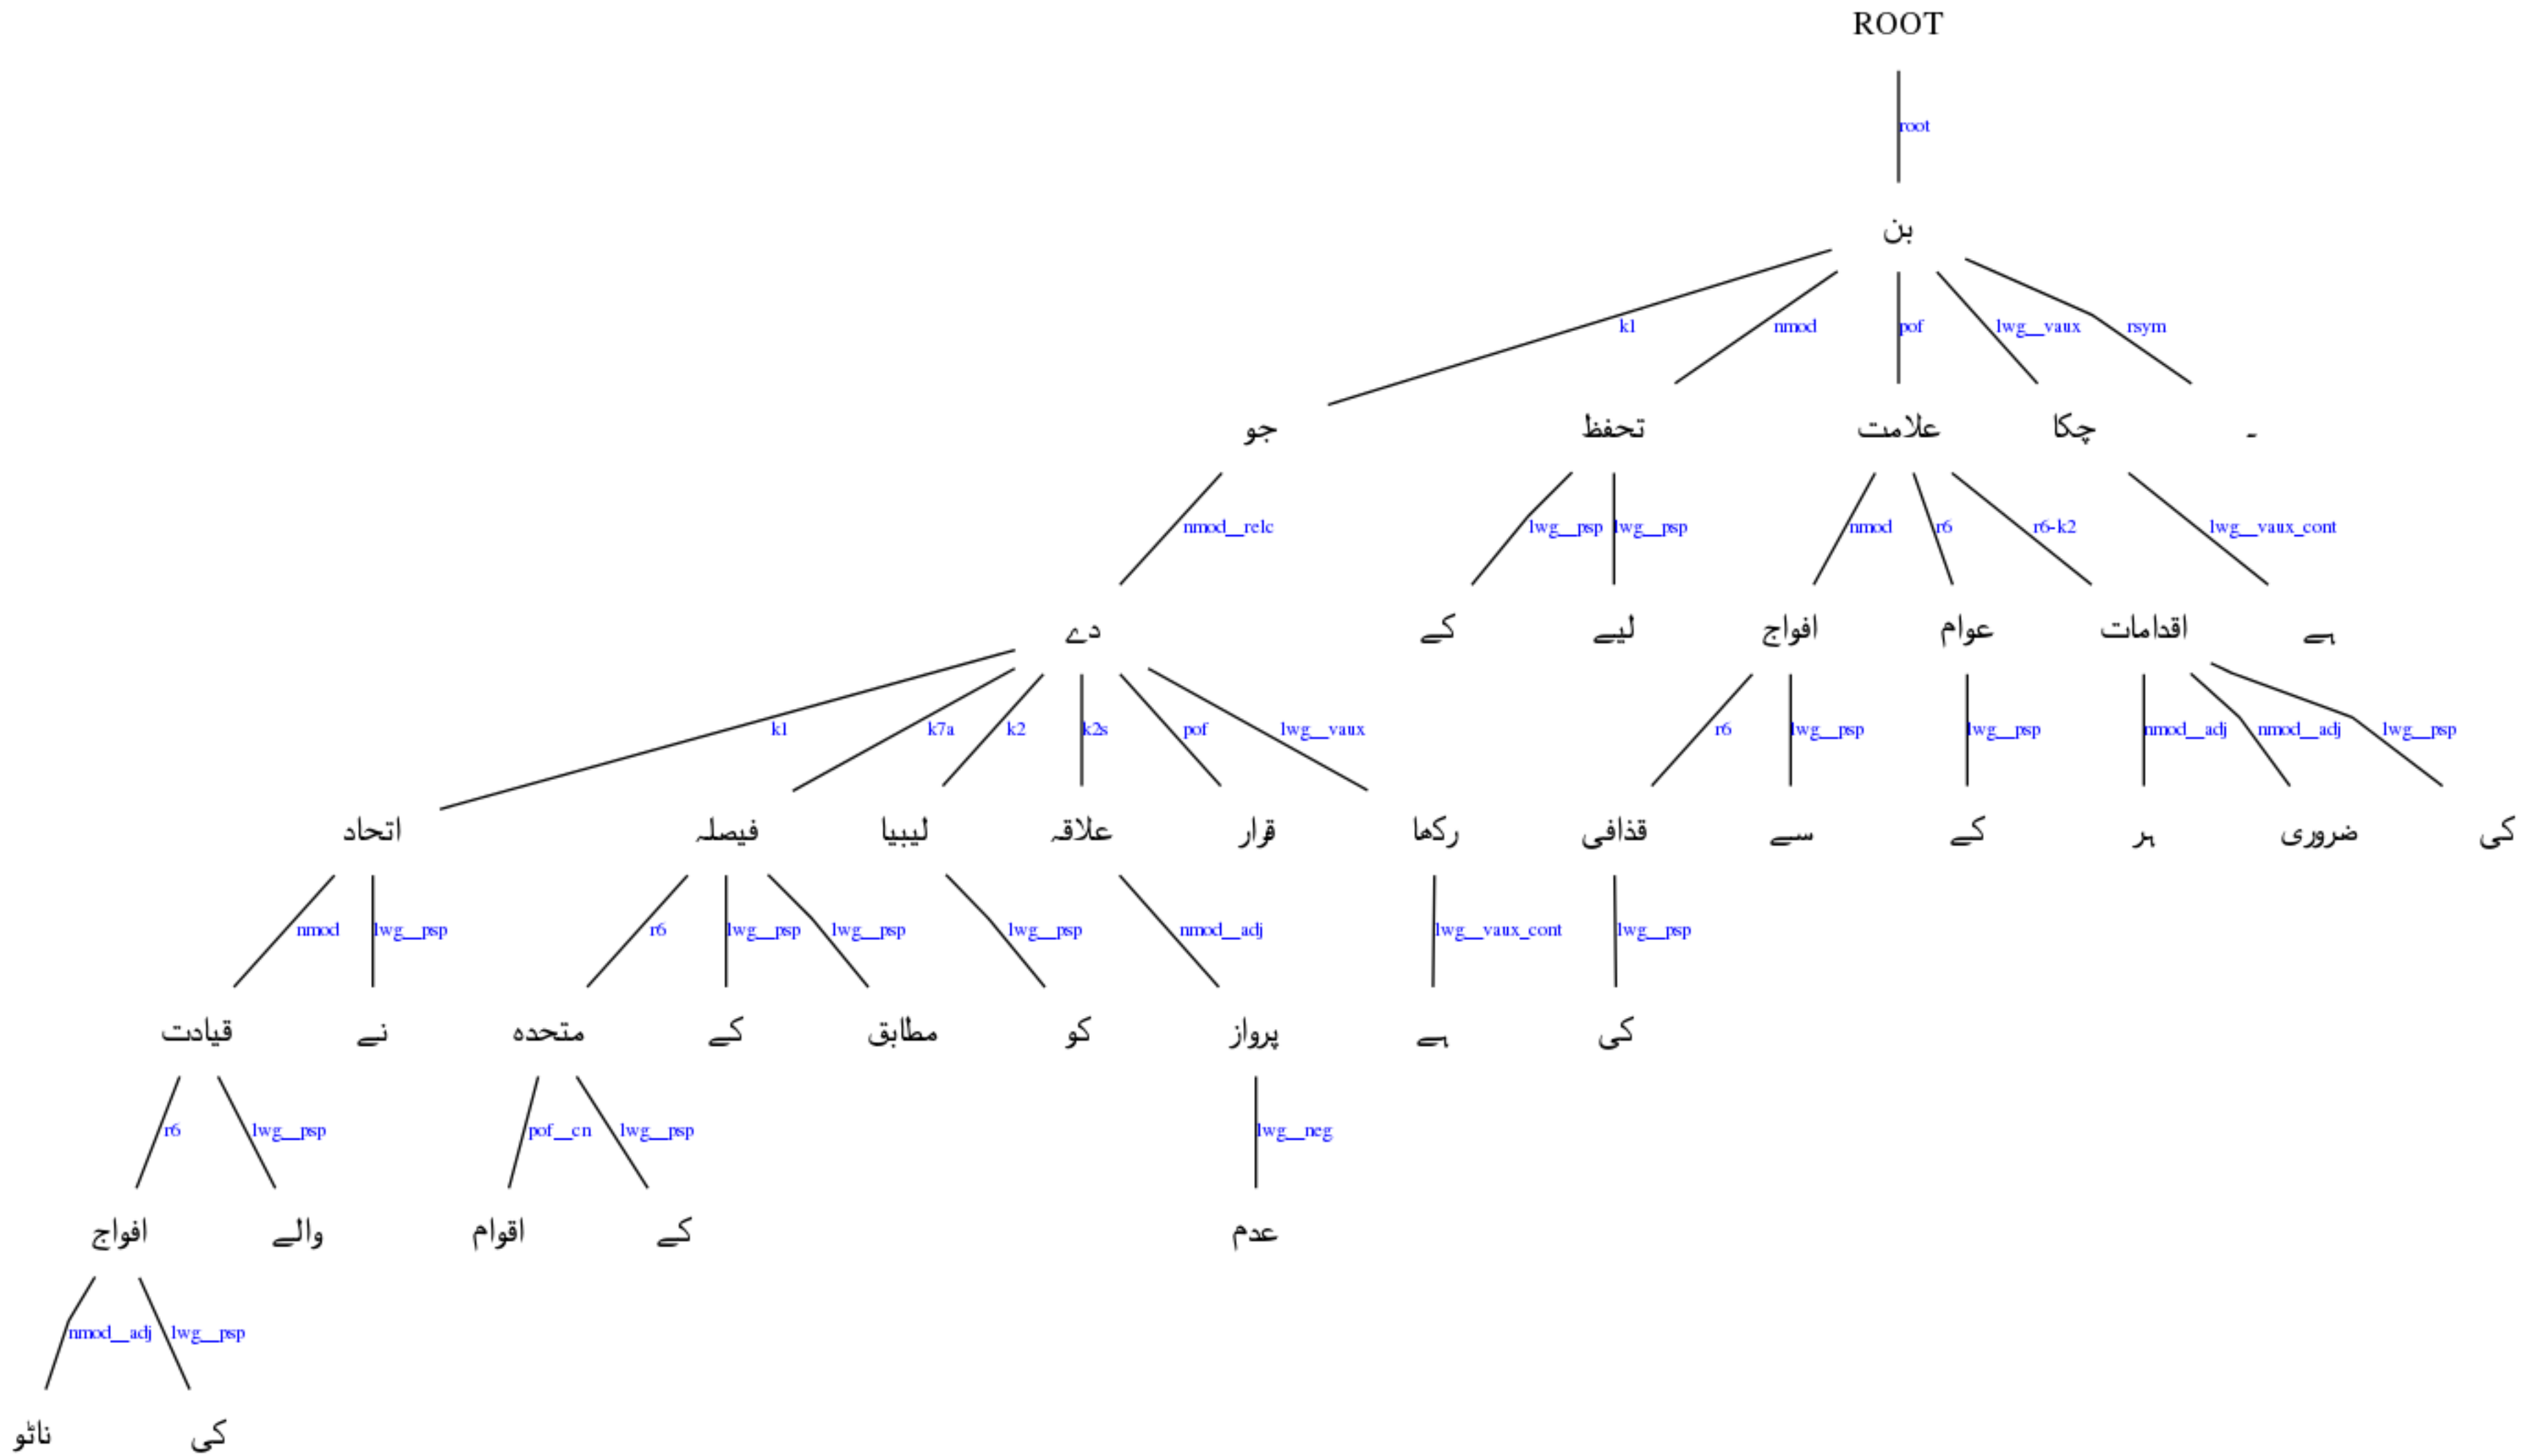 ROOT
root
بن
k1 nmod pof lwg__vaux rsym
جو تحفظ علامت چکا ۔
nmod__relc lwg__psp lwg__psp nmod r6 r6-k2 lwg__vaux_cont
دے کے لیے افواج عوام اقدامات ہے
k1 k7a k2 k2s pof lwg__vaux r6 lwg__psp lwg__psp nmod__adj nmod__adj lwg__psp
اتحاد فیصلہ لیبیا علاقہ قرار رکھا قذافی سے کے ہر ضروری کی
nmod lwg__psp r6 lwg__psp lwg__psp lwg__psp nmod__adj lwg__vaux_cont lwg__psp
قیادت نے متحدہ کے مطابق کو پرواز ہے کی
r6 lwg__psp pof__cn lwg__psp lwg__neg
افواج والے اقوام کے عدم
nmod__adj lwg__psp
ناٹو کی